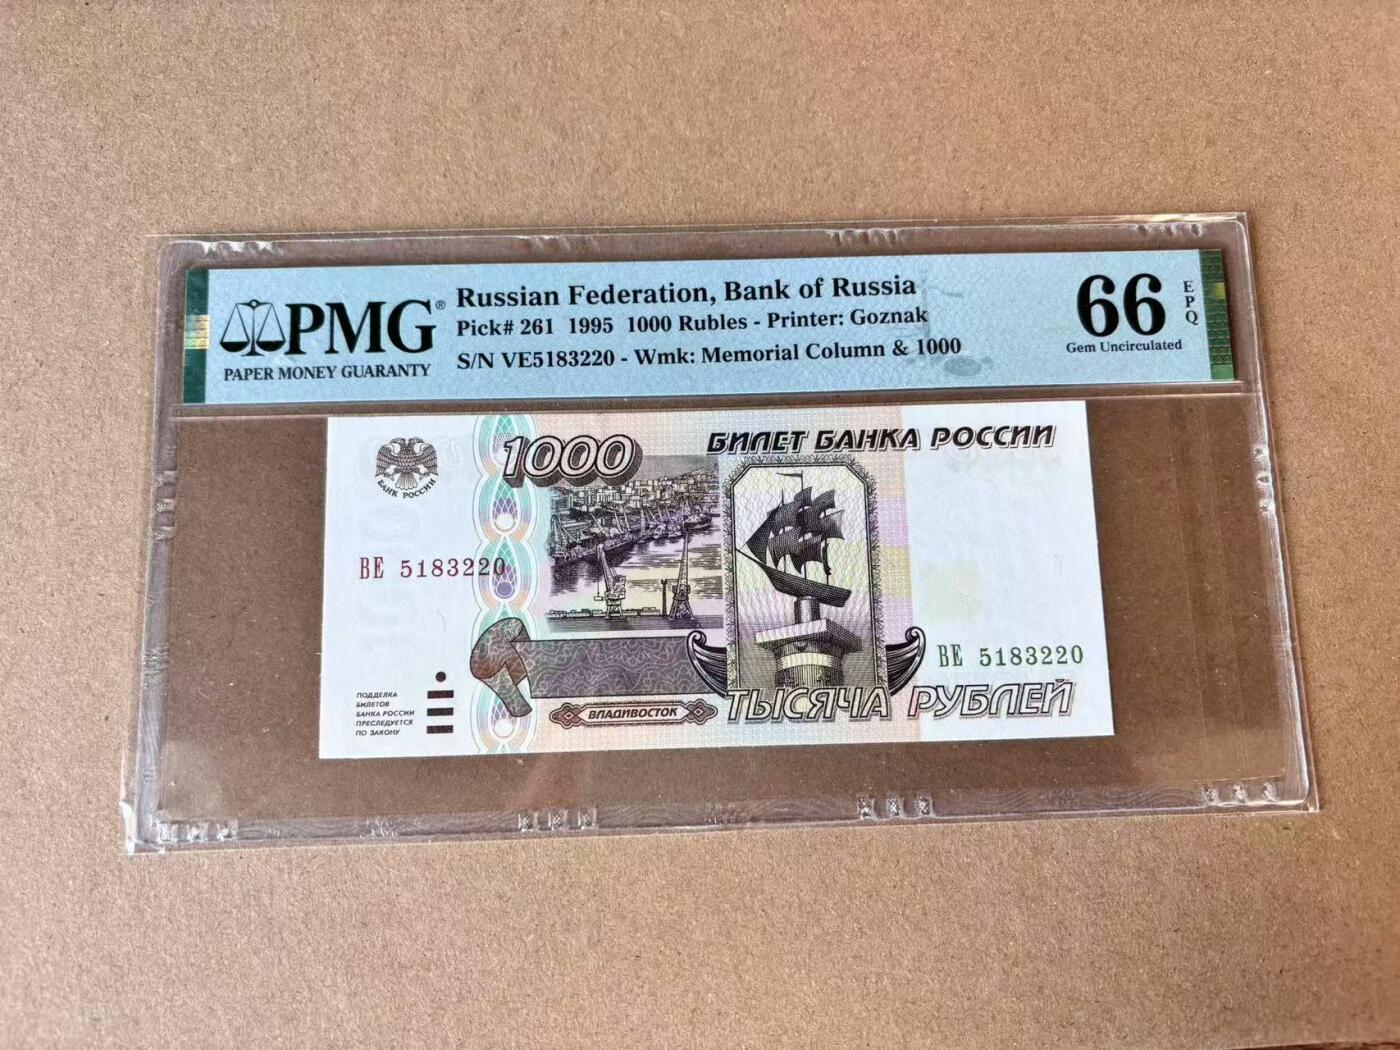 PMG®
PAPER MONEY GUARANTY
Russian Federation, Bank of Russia
Pick# 261 1995 1000 Rubles - Printer: Goznak
S/N VE5183220 - Wmk: Memorial Column & 1000
66
EPQ
Gem Uncirculated
1000
БИЛЕТ БАНКА РОССИИ
БАНК РОССИИ
ВЕ 5183220
ВЕ 5183220
ПОДДЕЛКА
БИЛЕТОВ
БАНКА РОССИИ
ПРЕСЛЕДУЕТСЯ
ПО ЗАКОНУ
ВЛАДИВОСТОК
ТЫСЯЧА РУБЛЕЙ